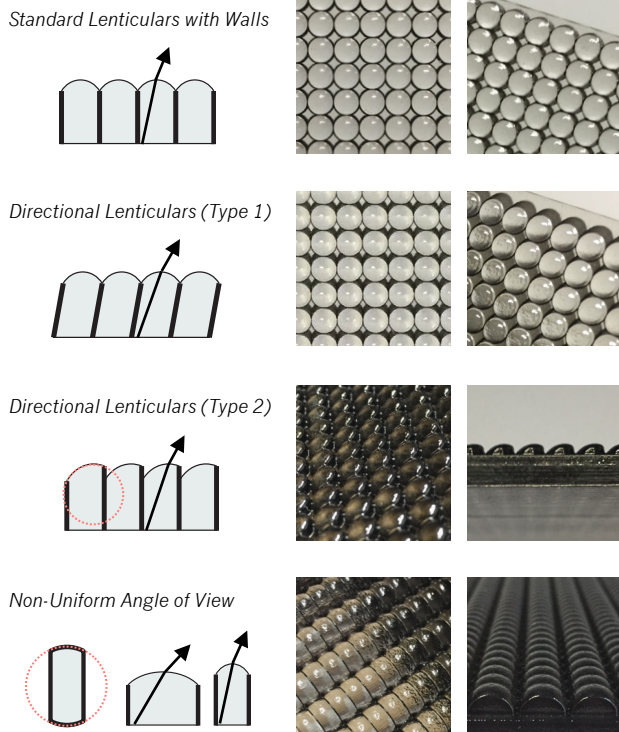 Standard Lenticulars with Walls
Directional Lenticulars (Type 1)
Directional Lenticulars (Type 2)
Non-Uniform Angle of View